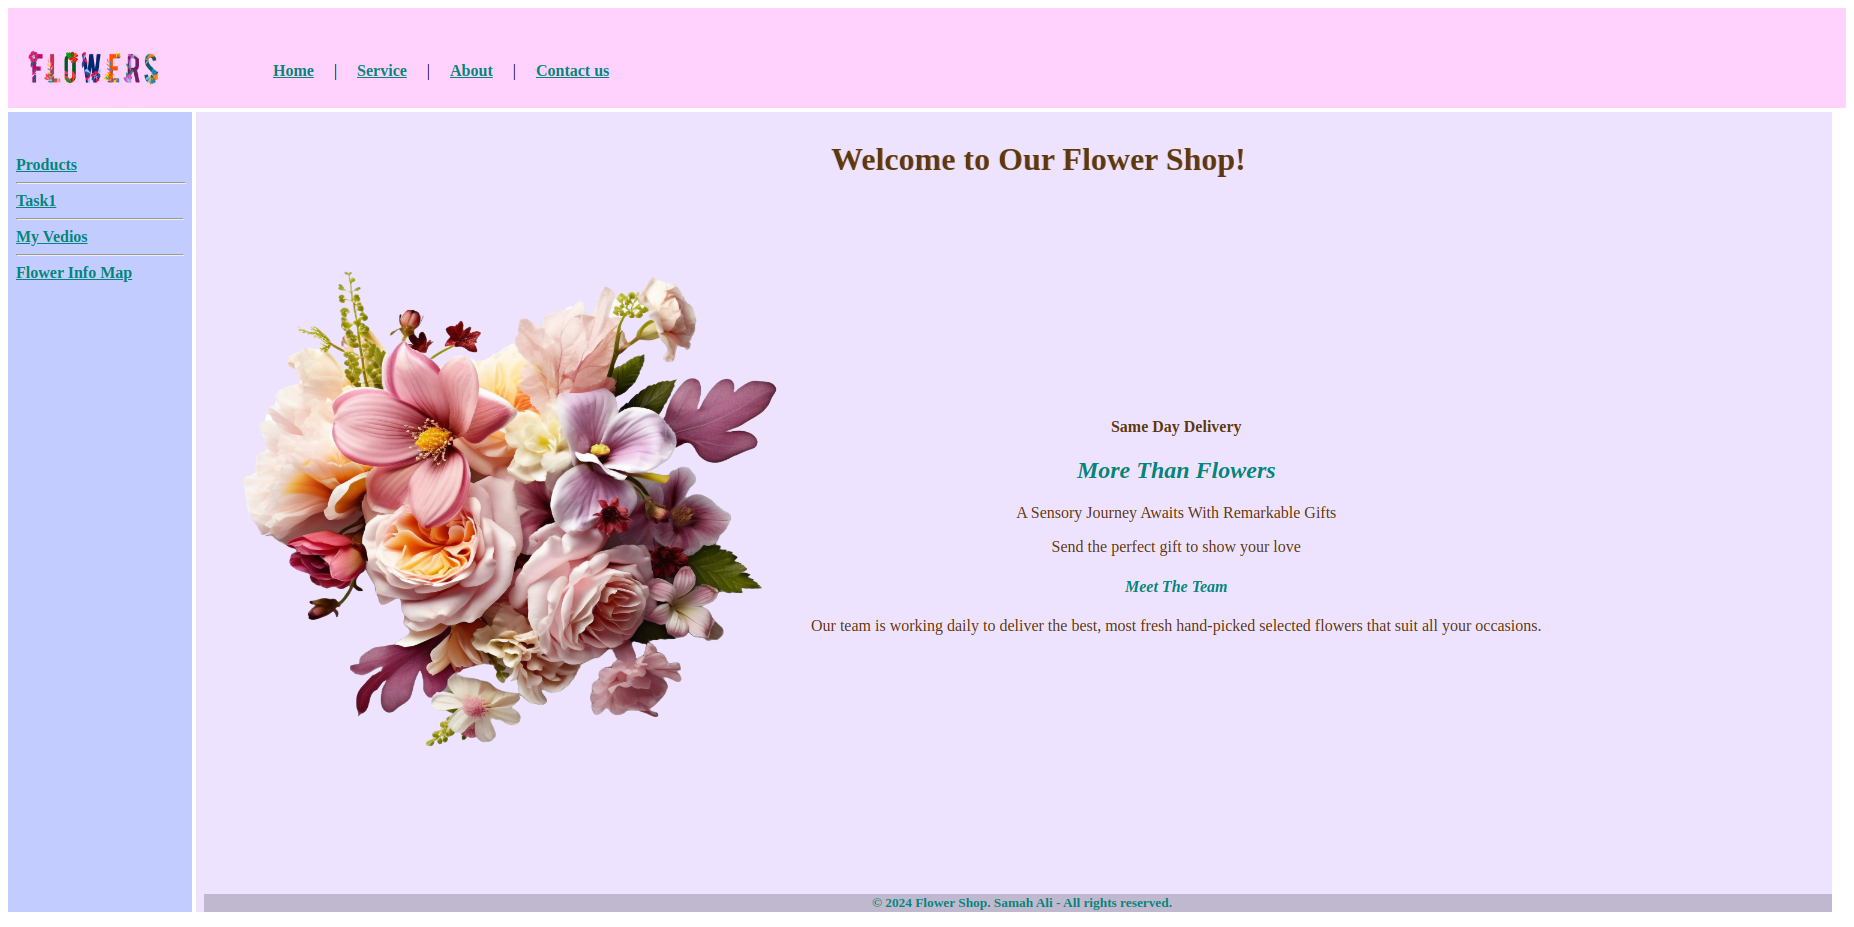 FLOWERS
Home | Service | About | Contact us
Products
Task1
My Vedios
Flower Info Map
Welcome to Our Flower Shop!
Same Day Delivery
More Than Flowers
A Sensory Journey Awaits With Remarkable Gifts
Send the perfect gift to show your love
Meet The Team
Our team is working daily to deliver the best, most fresh hand-picked selected flowers that suit all your occasions.
© 2024 Flower Shop. Samah Ali - All rights reserved.